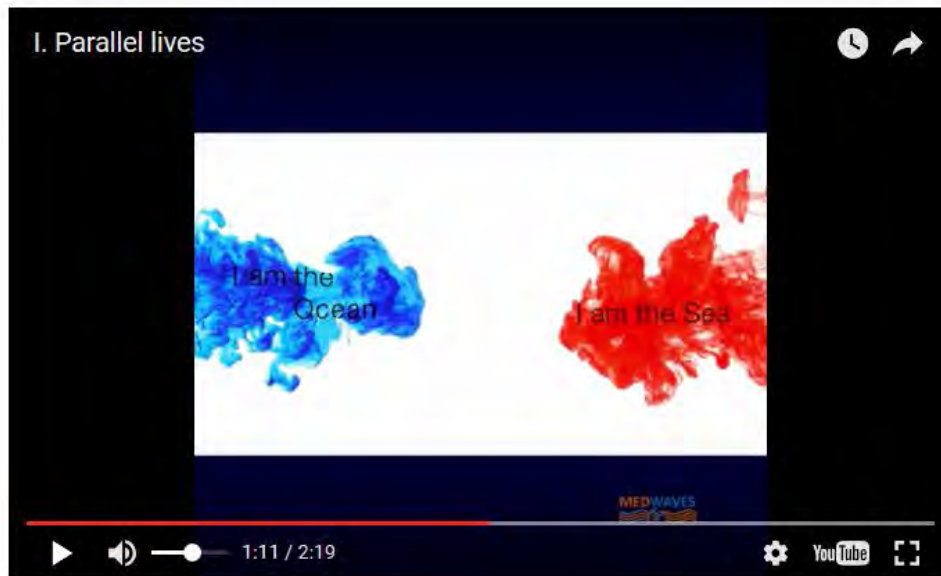 I. Parallel lives
I am the
Ocean
I am the Sea
MEDWAVES
1:11 / 2:19
YouTube